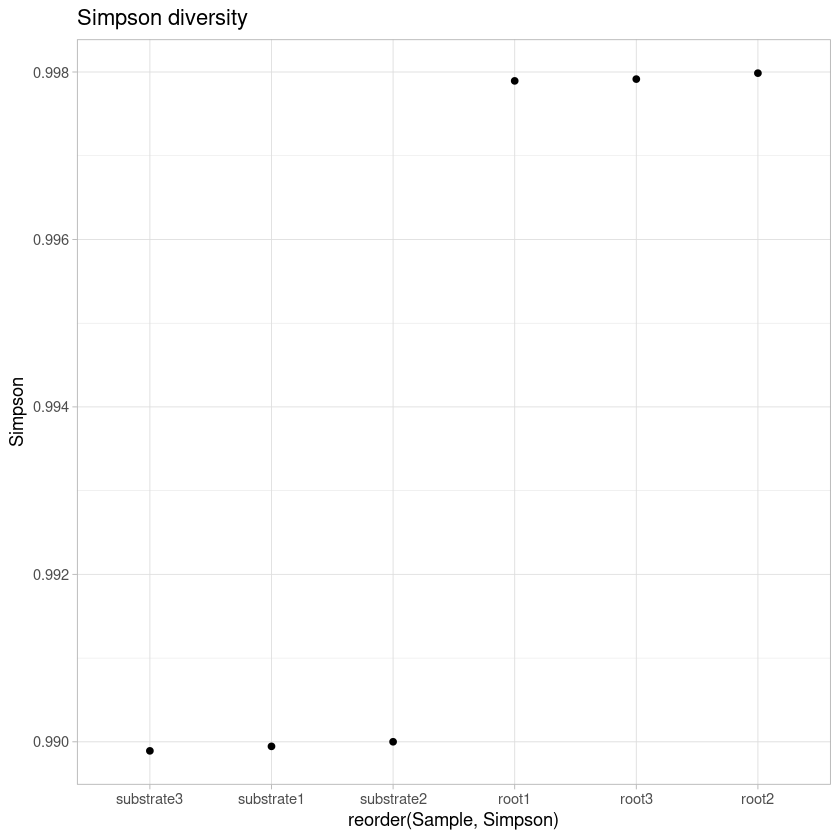 Simpson diversity
Simpson
0.998
0.996
0.994
0.992
0.990
substrate3 substrate1 substrate2 root1 root3 root2
reorder(Sample, Simpson)